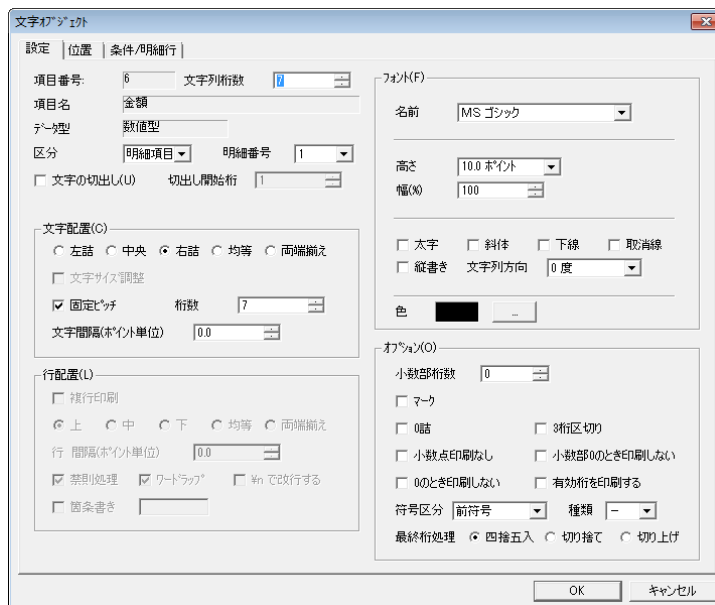 文字ｵﾌﾞｼﾞｪｸﾄ
設定 位置 条件/明細行
項目番号: 6 文字列桁数 7
項目名 金額
ﾃﾞｰﾀ型 数値型
区分 明細項目 明細番号 1
文字の切出し(U) 切出し開始桁 1
文字配置(C)
左詰 中央 右詰 均等 両端揃え
文字ｻｲｽﾞ調整
固定ﾋﾟｯﾁ 桁数 7
文字間隔(ﾎﾟｲﾝﾄ単位) 0.0
行配置(L)
複行印刷
上 中 下 均等 両端揃え
行 間隔(ﾎﾟｲﾝﾄ単位) 0.0
禁則処理 ﾜｰﾄﾞﾗｯﾌﾟ ¥n で改行する
箇条書き
ﾌｫﾝﾄ(F)
名前 MS ゴシック
高さ 10.0 ﾎﾟｲﾝﾄ
幅(%) 100
太字 斜体 下線 取消線
縦書き 文字列方向 0 度
色 ...
ｵﾌﾟｼｮﾝ(O)
小数部桁数 0
ﾏｰｸ
0詰 3桁区切り
小数点印刷なし 小数部0のとき印刷しない
0のとき印刷しない 有効桁を印刷する
符号区分 前符号 種類 −
最終桁処理 四捨五入 切り捨て 切り上げ
OK キャンセル